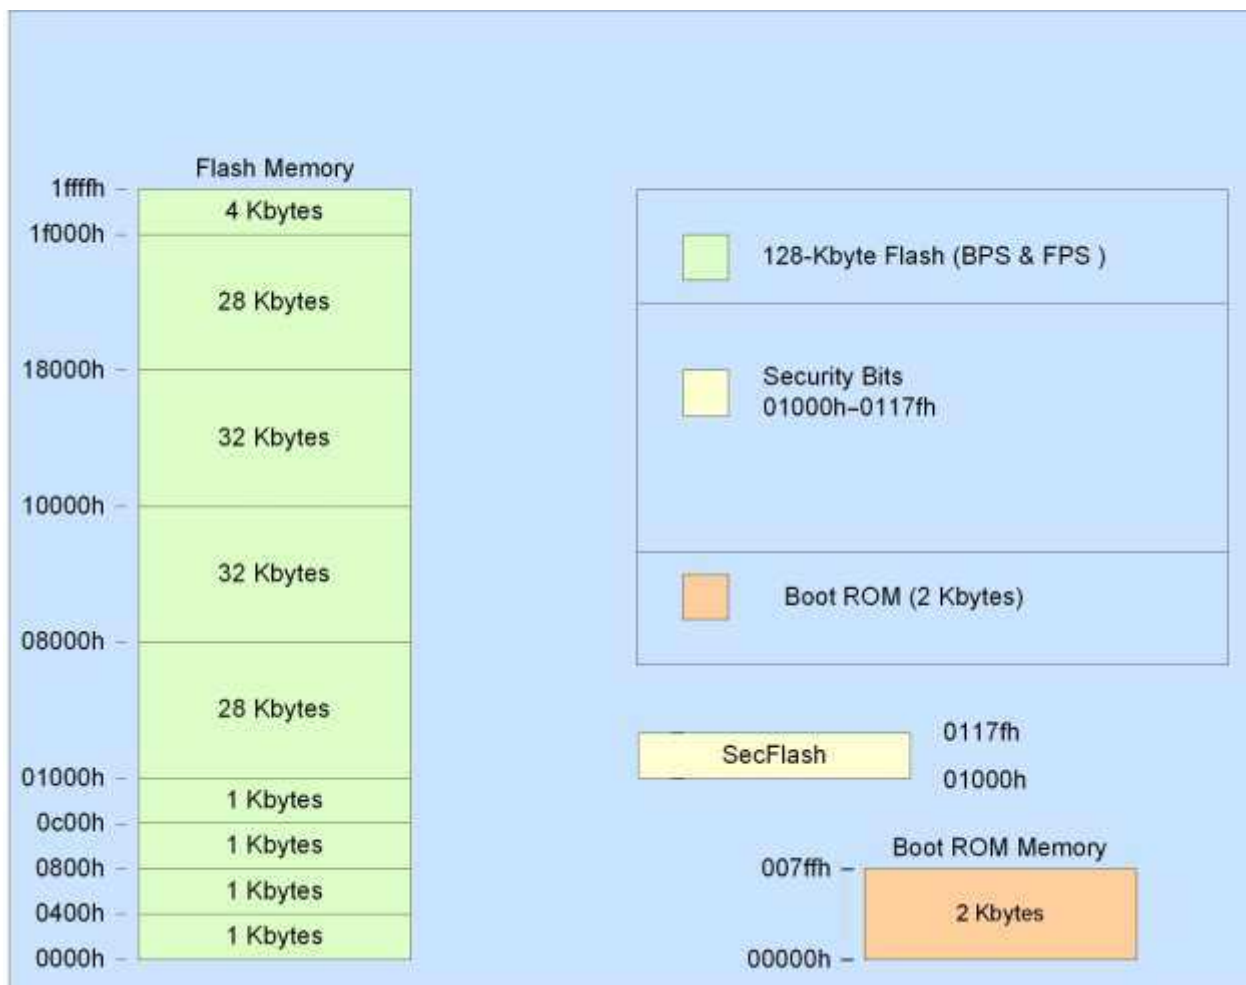 Flash Memory
1ffffh
4 Kbytes
1f000h
28 Kbytes
18000h
32 Kbytes
10000h
32 Kbytes
08000h
28 Kbytes
01000h
1 Kbytes
0c00h
1 Kbytes
0800h
1 Kbytes
0400h
1 Kbytes
0000h
128-Kbyte Flash (BPS & FPS )
Security Bits
01000h–0117fh
Boot ROM (2 Kbytes)
0117fh
SecFlash
01000h
Boot ROM Memory
007ffh
2 Kbytes
00000h